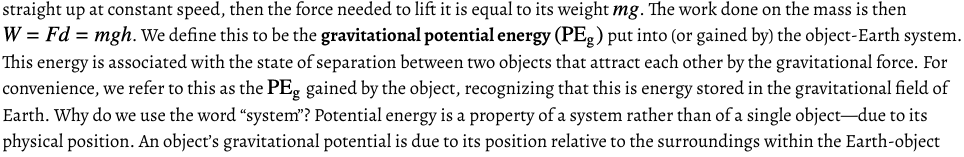 straight up at constant speed, then the force needed to lift it is equal to its weight mg. The work done on the mass is then
W = Fd = mgh. We define this to be the gravitational potential energy (PEg) put into (or gained by) the object-Earth system.
This energy is associated with the state of separation between two objects that attract each other by the gravitational force. For
convenience, we refer to this as the PEg gained by the object, recognizing that this is energy stored in the gravitational field of
Earth. Why do we use the word “system”? Potential energy is a property of a system rather than of a single object—due to its
physical position. An object’s gravitational potential is due to its position relative to the surroundings within the Earth-object